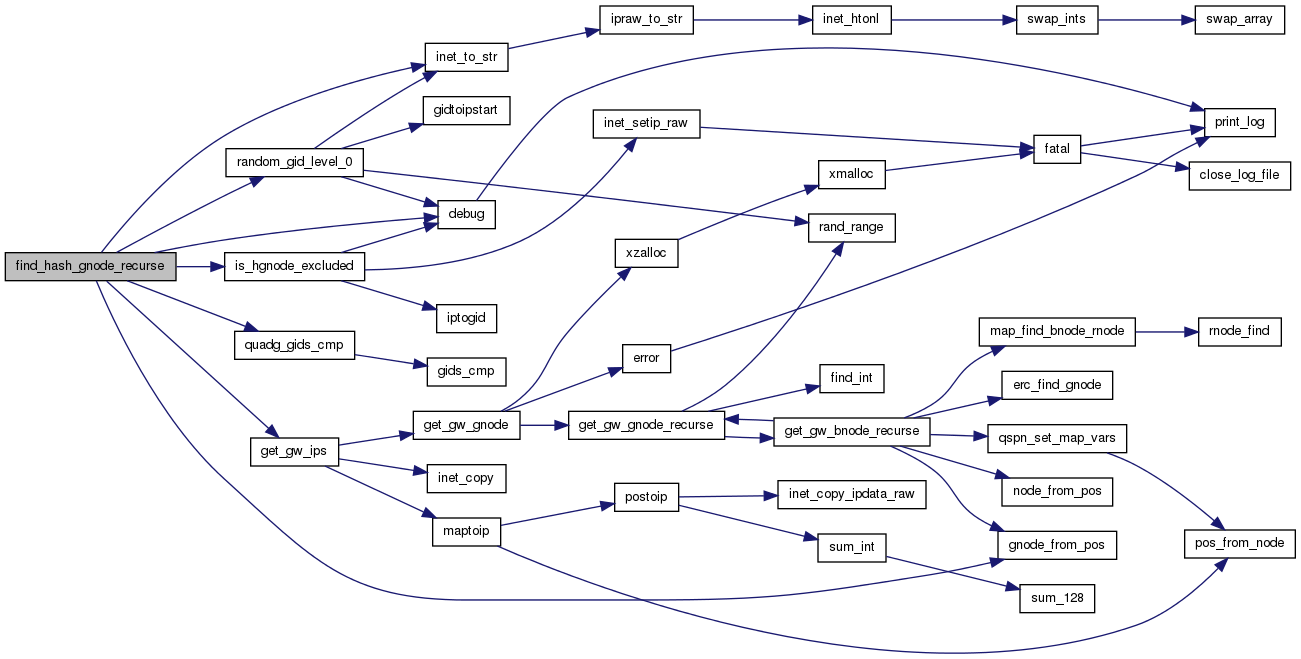 ipraw_to_str
inet_htonl
swap_ints
swap_array
inet_to_str
gidtoipstart
inet_setip_raw
print_log
random_gid_level_0
fatal
xmalloc
close_log_file
debug
rand_range
find_hash_gnode_recurse
is_hgnode_excluded
xzalloc
iptogid
map_find_bnode_rnode
rnode_find
quadg_gids_cmp
error
gids_cmp
find_int
erc_find_gnode
get_gw_gnode
get_gw_gnode_recurse
get_gw_bnode_recurse
qspn_set_map_vars
get_gw_ips
inet_copy
node_from_pos
postoip
inet_copy_ipdata_raw
maptoip
sum_int
gnode_from_pos
pos_from_node
sum_128